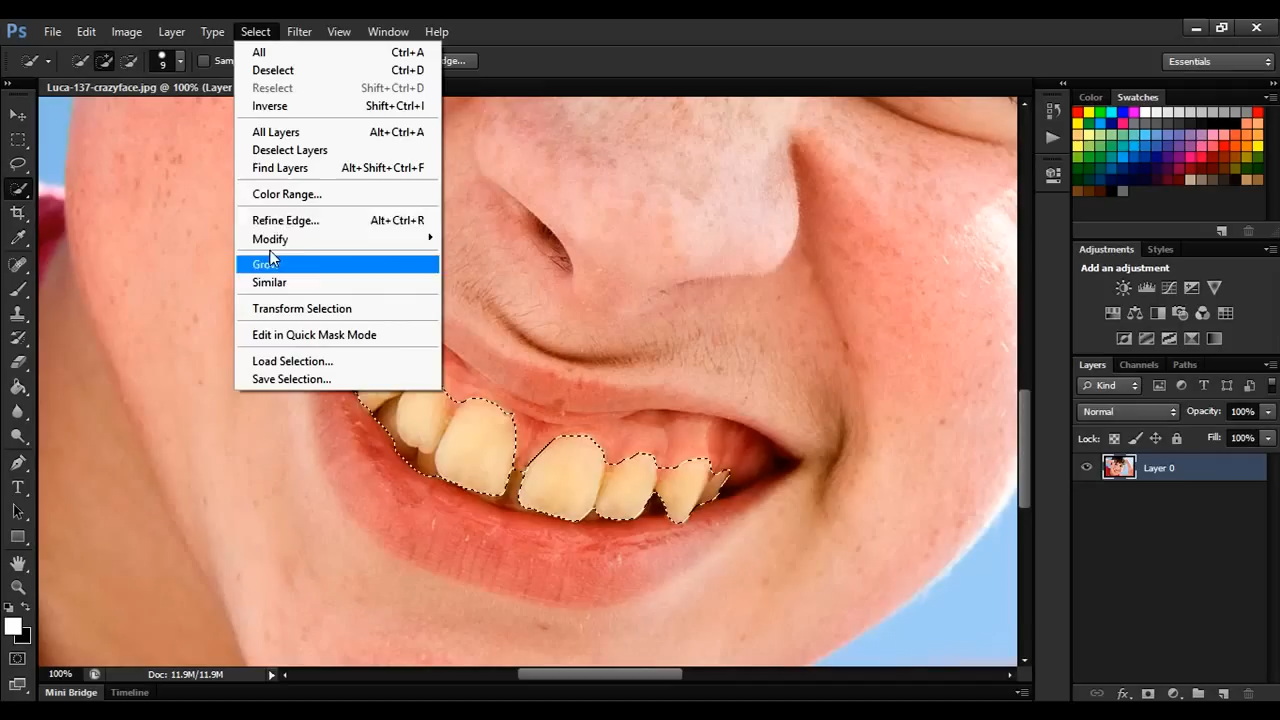 Ps File Edit Image Layer Type Select Filter View Window Help
9 Sam dge... Essentials
Luca-137-crazyface.jpg @ 100% (Layer
All Ctrl+A
Deselect Ctrl+D
Reselect Shift+Ctrl+D
Inverse Shift+Ctrl+I
All Layers Alt+Ctrl+A
Deselect Layers
Find Layers Alt+Shift+Ctrl+F
Color Range...
Refine Edge... Alt+Ctrl+R
Modify
Grow
Similar
Transform Selection
Edit in Quick Mask Mode
Load Selection...
Save Selection...
Color Swatches
Adjustments Styles
Add an adjustment
Layers Channels Paths
Kind
Normal Opacity: 100%
Lock: Fill: 100%
Layer 0
100% Doc: 11.9M/11.9M
Mini Bridge Timeline